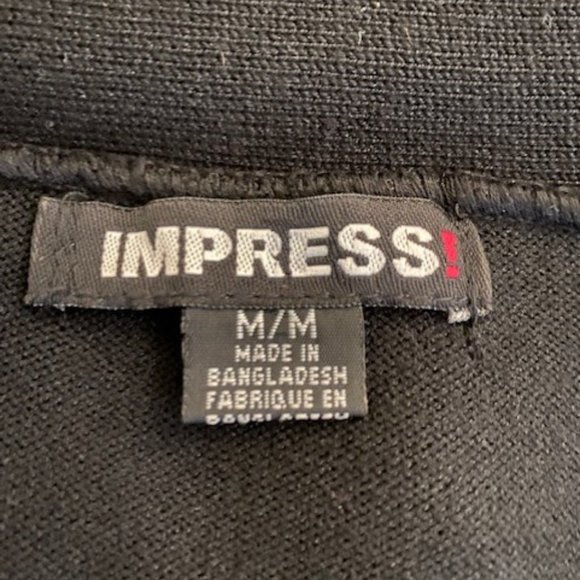 IMPRESS!
M/M
MADE IN
BANGLADESH
FABRIQUE EN